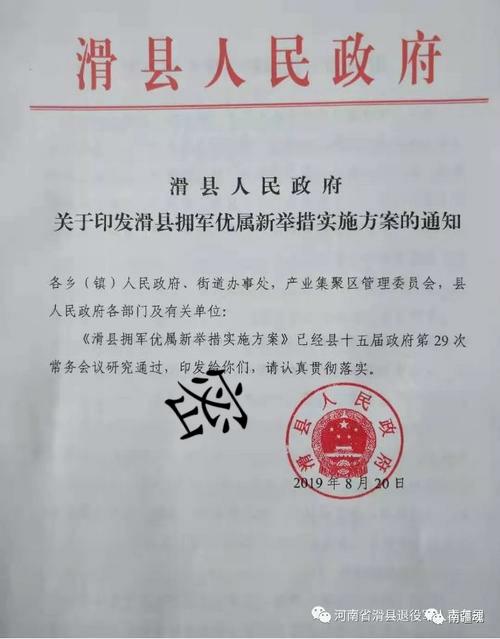 滑县人民政府
滑县人民政府
关于印发滑县拥军优属新举措实施方案的通知
各乡（镇）人民政府、街道办事处，产业集聚区管理委员会，县
人民政府各部门及有关单位：
《滑县拥军优属新举措实施方案》已经县十五届政府第29次
常务会议研究通过，印发给你们，请认真贯彻落实。
密
滑县人民政府
2019年8月20日
河南省滑县退役军人
南疆魂